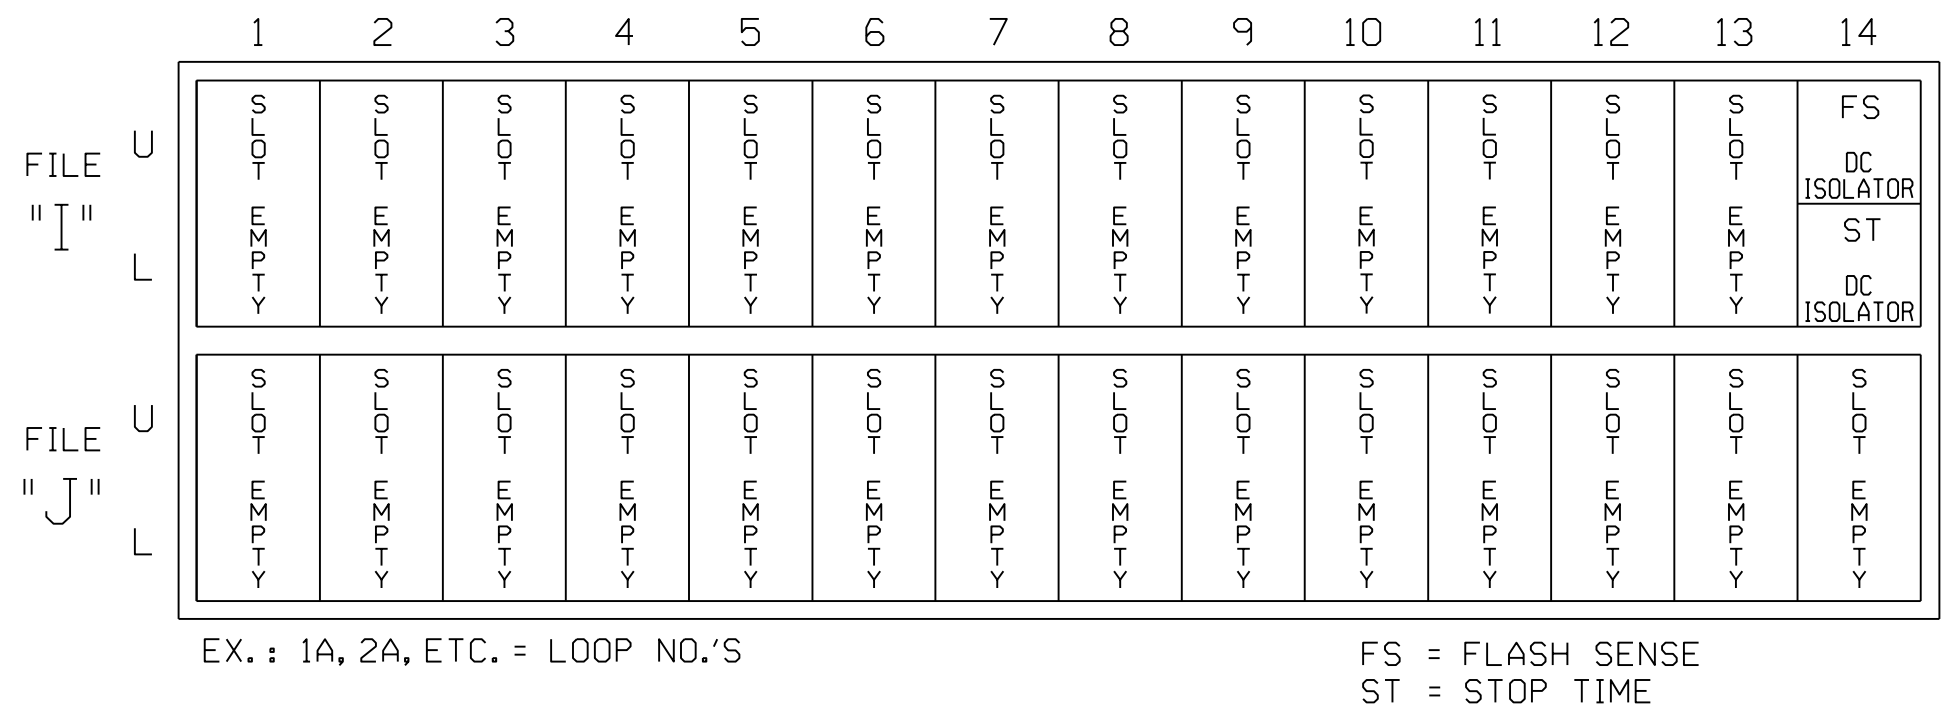 1 2 3 4 5 6 7 8 9 10 11 12 13 14
FILE "I"
U
L
SLOT EMPTY
SLOT EMPTY
SLOT EMPTY
SLOT EMPTY
SLOT EMPTY
SLOT EMPTY
SLOT EMPTY
SLOT EMPTY
SLOT EMPTY
SLOT EMPTY
SLOT EMPTY
SLOT EMPTY
SLOT EMPTY
FS
DC
ISOLATOR
ST
DC
ISOLATOR
FILE "J"
U
L
SLOT EMPTY
SLOT EMPTY
SLOT EMPTY
SLOT EMPTY
SLOT EMPTY
SLOT EMPTY
SLOT EMPTY
SLOT EMPTY
SLOT EMPTY
SLOT EMPTY
SLOT EMPTY
SLOT EMPTY
SLOT EMPTY
SLOT EMPTY
EX.: 1A, 2A, ETC. = LOOP NO.'S
FS = FLASH SENSE
ST = STOP TIME